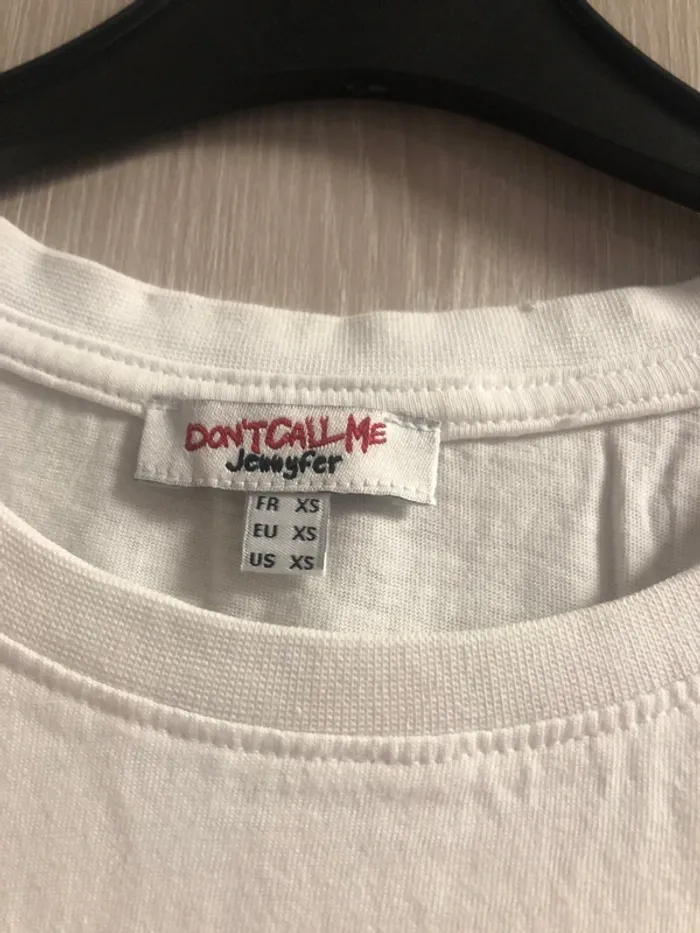 DON'T CALL ME
Jennyfer
FR XS
EU XS
US XS